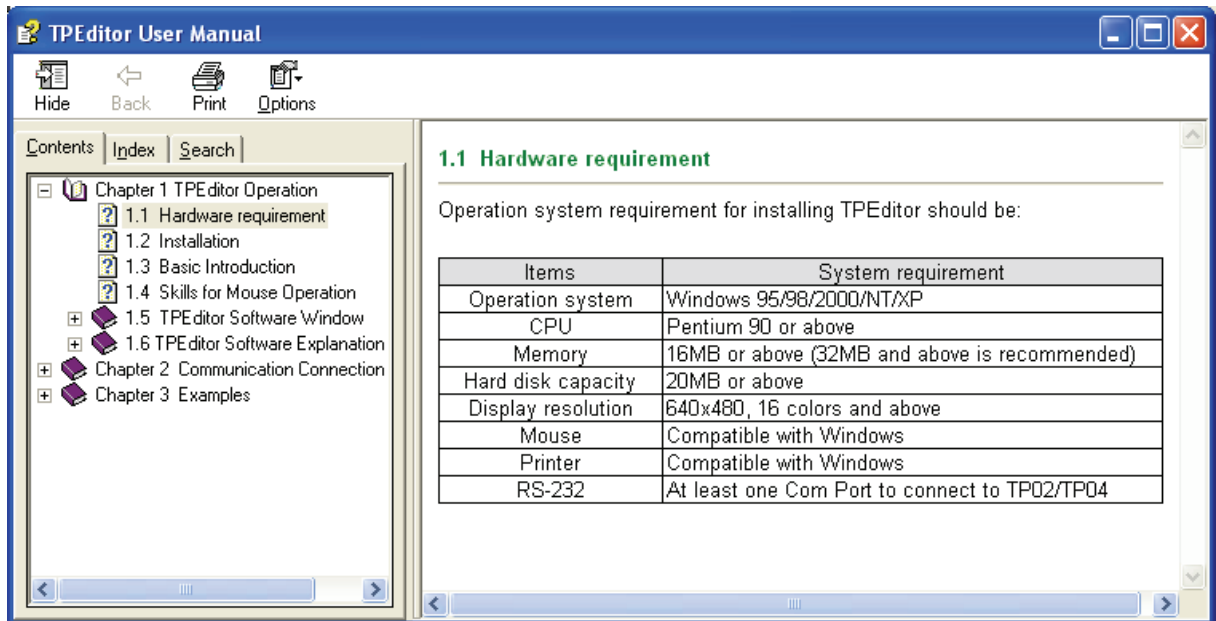 TPEditor User Manual
Hide Back Print Options
Contents Index Search
Chapter 1 TPEditor Operation
1.1 Hardware requirement
1.2 Installation
1.3 Basic Introduction
1.4 Skills for Mouse Operation
1.5 TPEditor Software Window
1.6 TPEditor Software Explanation
Chapter 2 Communication Connection
Chapter 3 Examples
1.1 Hardware requirement
Operation system requirement for installing TPEditor should be:
Items System requirement
Operation system Windows 95/98/2000/NT/XP
CPU Pentium 90 or above
Memory 16MB or above (32MB and above is recommended)
Hard disk capacity 20MB or above
Display resolution 640x480, 16 colors and above
Mouse Compatible with Windows
Printer Compatible with Windows
RS-232 At least one Com Port to connect to TP02/TP04